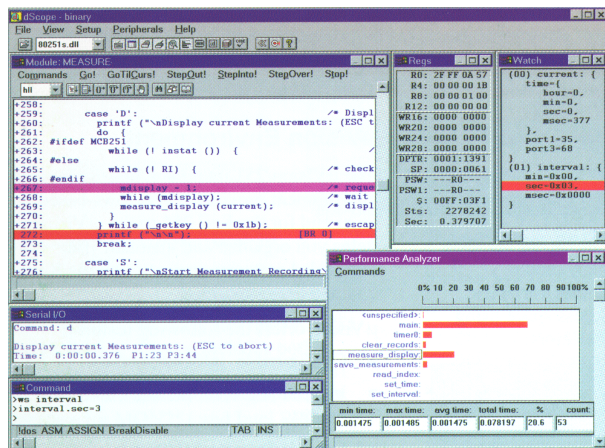 dScope - binary
File View Setup Peripherals Help
80251s.dll
Module: MEASURE
Commands Go! GoTilCurs! StepOut! StepInto! StepOver! Stop!
hll
+258:
+259: case 'D': /* Displ
+260: printf ("\nDisplay current Measurements: (ESC t
+261: do {
+262: #ifdef MCB251
+263: while (! instat ()) { /
+264: #else
+265: while (! RI) { /* check
+266: #endif
+267: mdisplay = 1; /* reque
+268: while (mdisplay); /* wait
+269: measure_display (current); /* displ
+270: }
+271: } while (_getkey () != 0x1b); /* escap
272: printf ("\n\n"); [BR 0]
+273: break;
274:
+275: case 'S':
+276: printf ("\nStart Measurement Recording\
Regs
R0: 2F FF 0A 57
R4: 00 00 00 1B
R8: 00 00 01 00
R12: 00 00 00 00
WR16: 0000 0000
WR20: 0000 0000
WR24: 0000 0000
WR28: 0000 0000
DPTR: 0001:1391
SP: 0000:0061
PSW: ---R0---
PSW1: ---R0---
$: 00FF:03F1
Sts: 2278242
Sec: 0.379707
Watch
(00) current: {
time={
hour=0,
min=0,
sec=0,
msec=377
},
port1=35,
port3=68
}
(01) interval: {
min=0x00,
sec=0x03,
msec=0x0000
}
Serial I/O
Command: d
Display current Measurements: (ESC to abort)
Time: 0:00:00.376 P1:23 P3:44
Command
>ws interval
>interval.sec=3
>
!dos ASM ASSIGN BreakDisable TAB INS
Performance Analyzer
Commands
0% 10 20 30 40 50 60 70 80 90 100%
<unspecified>:
main:
timer0:
clear_records:
measure_display:
save_measurements:
read_index:
set_time:
set_interval
min time: max time: avg time: total time: % count:
0.001475 0.001485 0.001475 0.078197 20.6 53